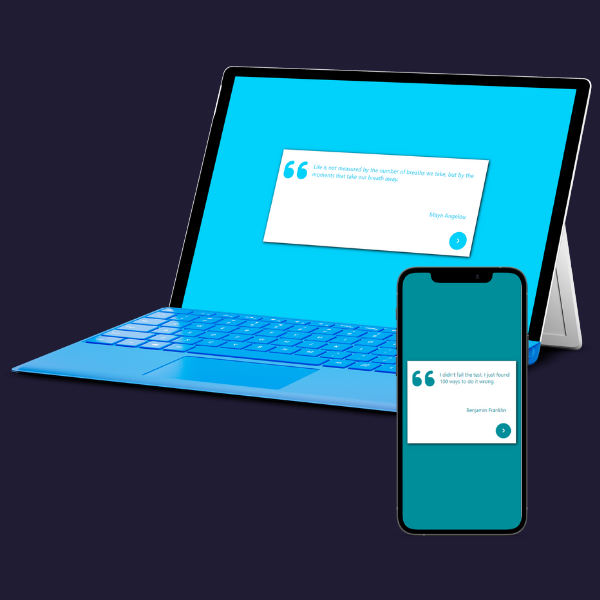 Life is not measured by the number of breaths we take, but by the
moments that take our breath away.
Maya Angelou
I didn't fail the test. I just found
100 ways to do it wrong.
Benjamin Franklin